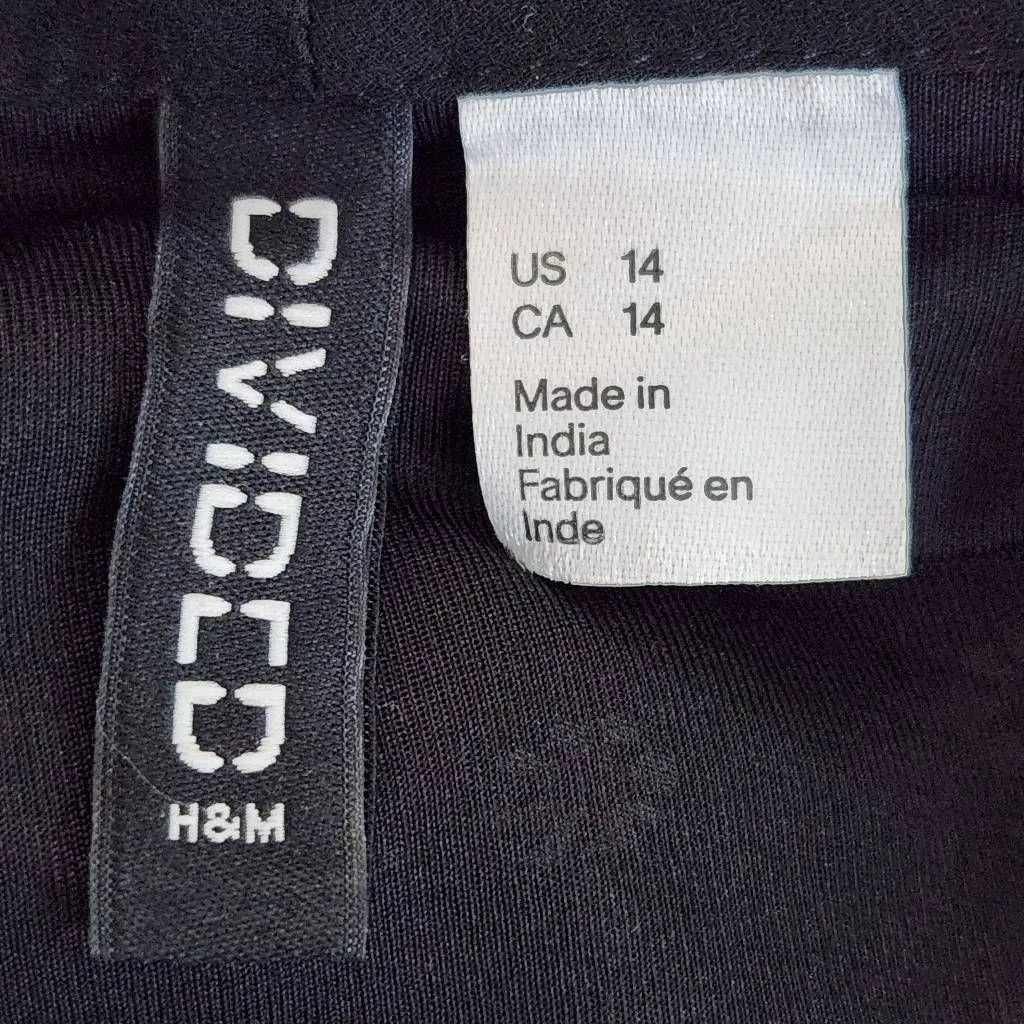 DIVIDED
H&M
US 14
CA 14
Made in
India
Fabriqué en
Inde